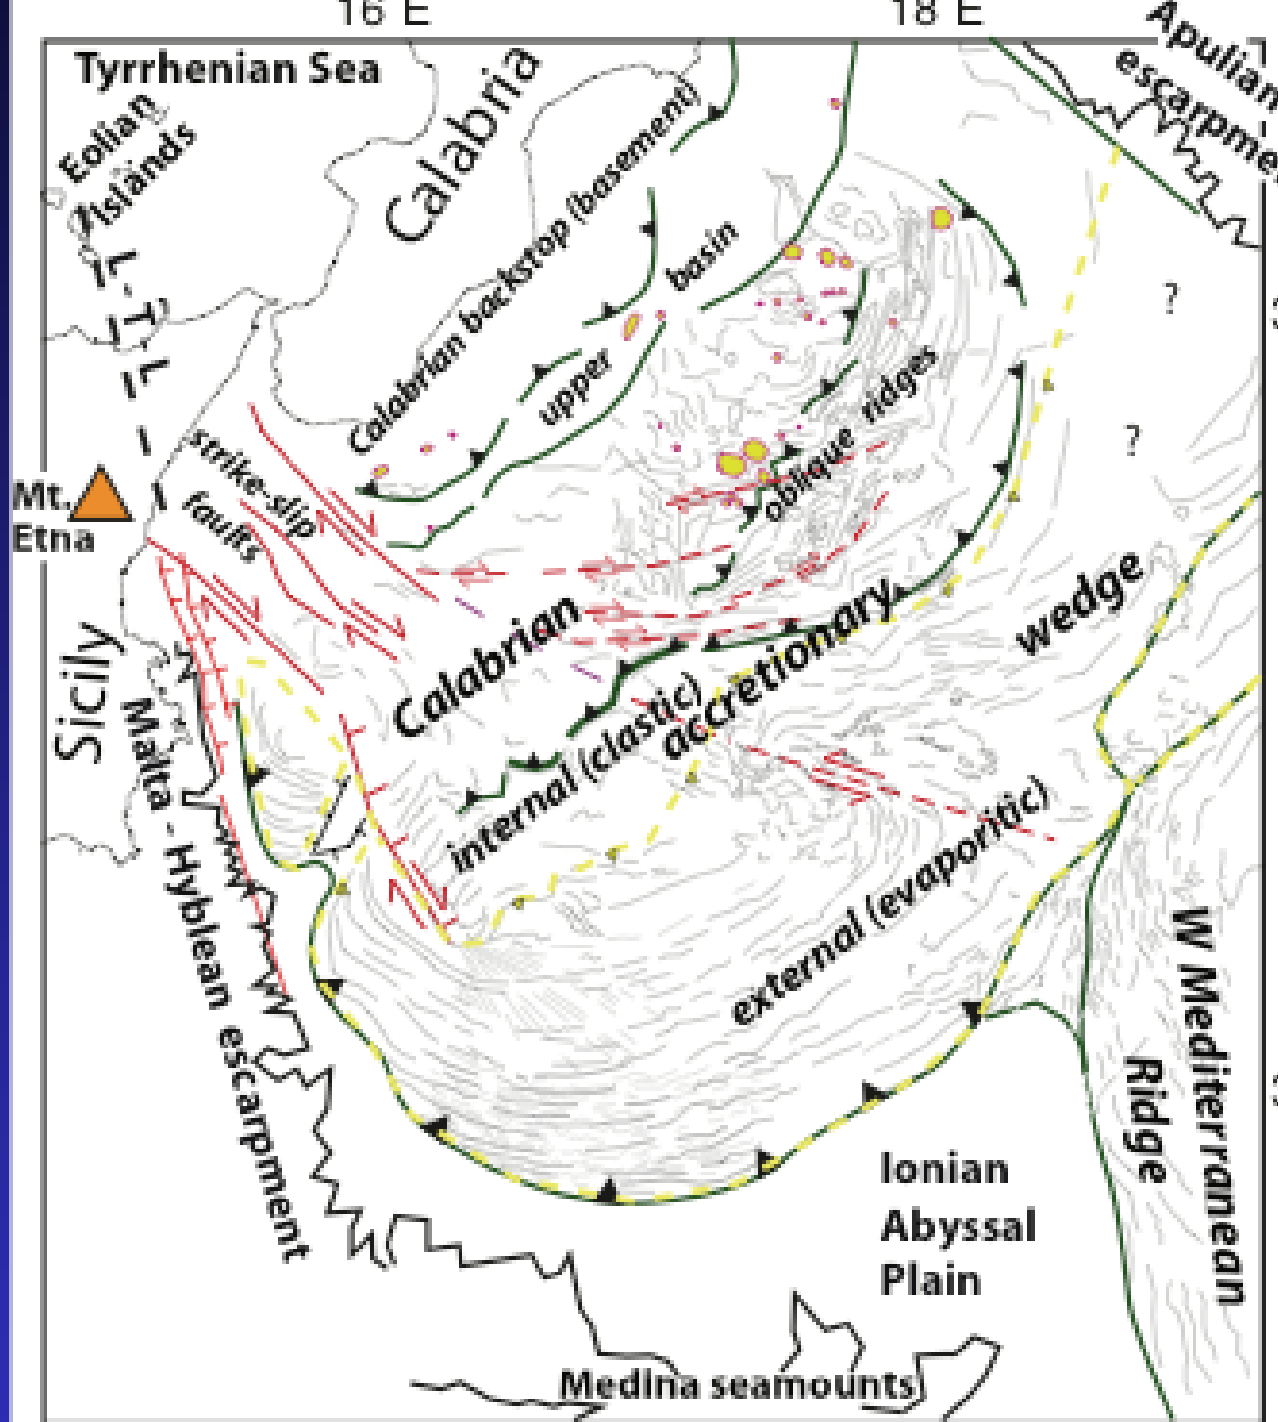 16 E
18 E
Tyrrhenian Sea
Calabria
Apulian
Eolian
Islands
Calabrian backstop (basement)
basin
upper
L
T
L
?
?
oblique ridges
strike-slip
faults
Mt.
Etna
Sicily
Calabrian
accretionary
wedge
internal (clastic)
external (evaporitic)
Malta - Hyblean escarpment
W Mediterranean
Ridge
Ionian
Abyssal
Plain
Medina seamounts